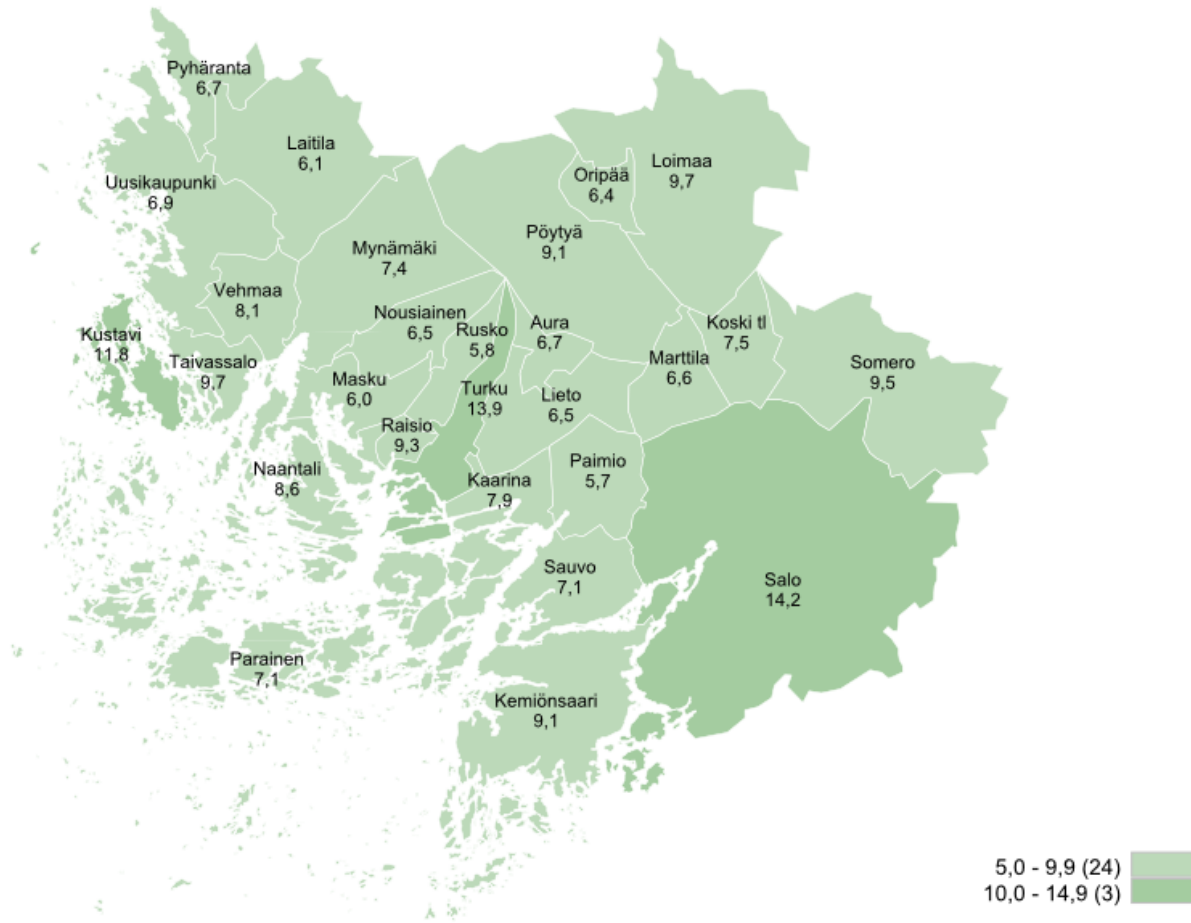 Pyhäranta
6,7
Laitila
6,1
Loimaa
9,7
Oripää
6,4
Uusikaupunki
6,9
Pöytyä
9,1
Mynämäki
7,4
Vehmaa
8,1
Nousiainen
6,5
Rusko
5,8
Aura
6,7
Koski tl
7,5
Kustavi
11,8
Taivassalo
9,7
Marttila
6,6
Somero
9,5
Masku
6,0
Turku
13,9
Lieto
6,5
Raisio
9,3
Naantali
8,6
Kaarina
7,9
Paimio
5,7
Sauvo
7,1
Salo
14,2
Parainen
7,1
Kemiönsaari
9,1
5,0 - 9,9 (24)
10,0 - 14,9 (3)